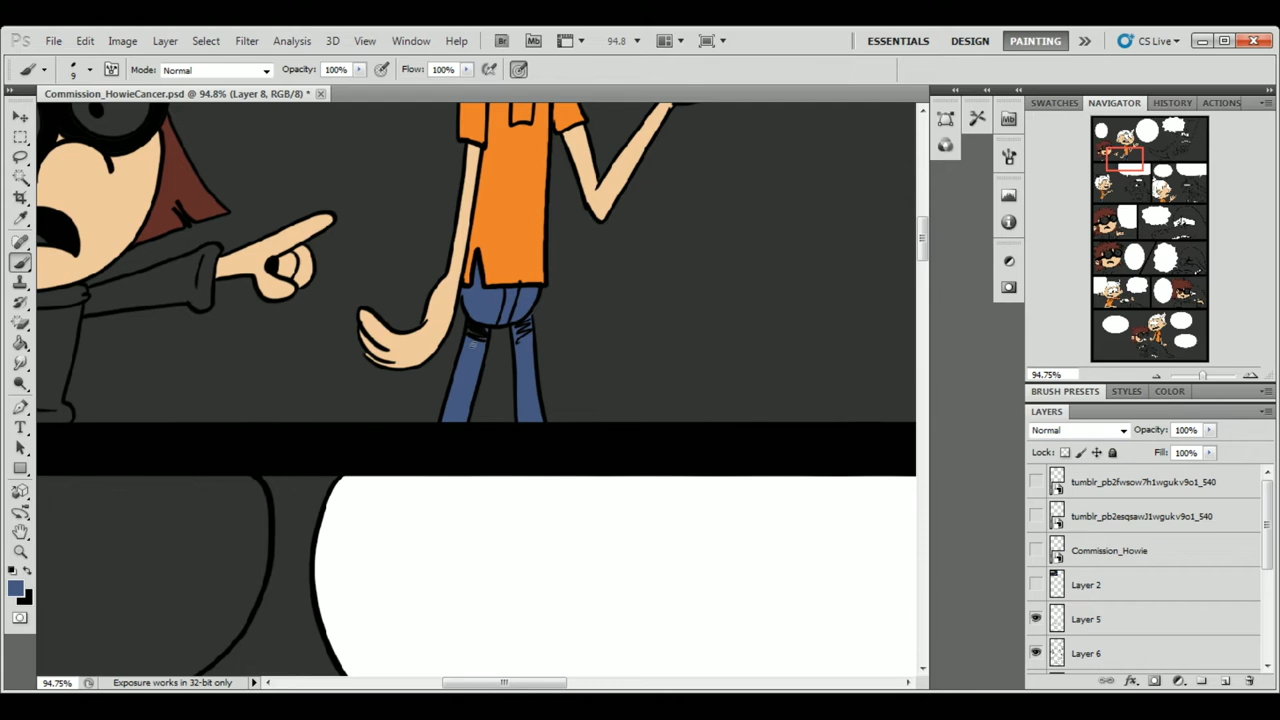 Ps File Edit Image Layer Select Filter Analysis 3D View Window Help Br Mb 94.8 ESSENTIALS DESIGN PAINTING CS Live
9 Mode: Normal Opacity: 100% Flow: 100%
Commission_HowieCancer.psd @ 94.8% (Layer 8, RGB/8) *
SWATCHES NAVIGATOR HISTORY ACTIONS
Mb
94.75%
BRUSH PRESETS STYLES COLOR
LAYERS
Normal Opacity: 100%
Lock: Fill: 100%
tumblr_pb2fwsow7h1wgukv9o1_540
tumblr_pb2esqsawJ1wgukv9o1_540
Commission_Howie
Layer 2
Layer 5
Layer 6
94.75% Exposure works in 32-bit only